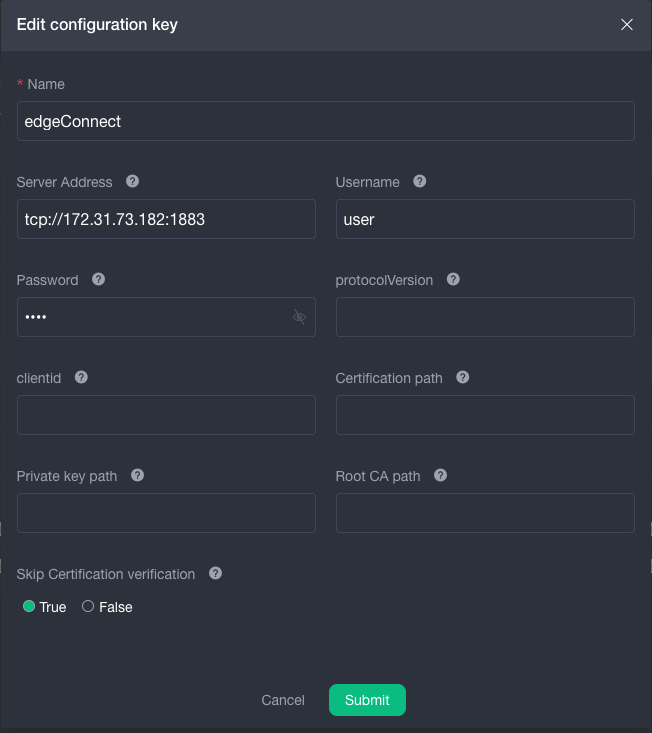 Edit configuration key
* Name
edgeConnect
Server Address Username
tcp://172.31.73.182:1883 user
Password protocolVersion
••••
clientid Certification path
Private key path Root CA path
Skip Certification verification
True False
Cancel Submit